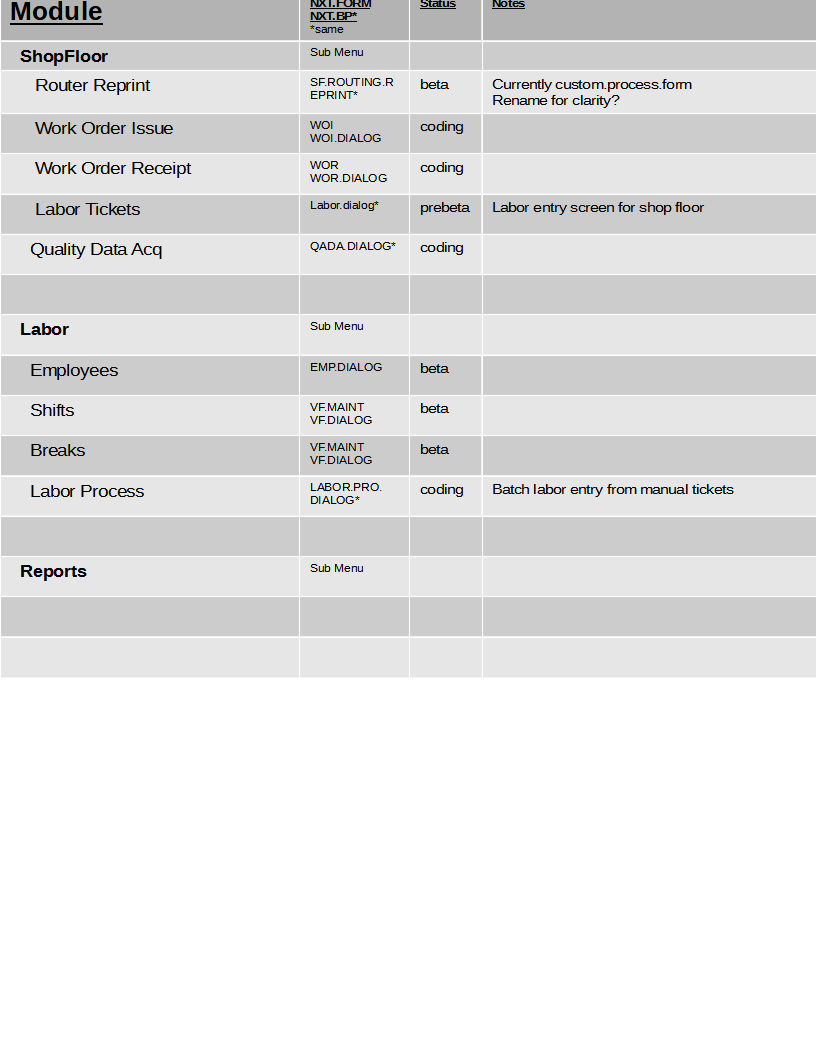 Module
NXT.FORM
NXT.BP*
*same
Status
Notes
ShopFloor
Sub Menu
Router Reprint
SF.ROUTING.R
EPRINT*
beta
Currently custom.process.form
Rename for clarity?
Work Order Issue
WOI
WOI.DIALOG
coding
Work Order Receipt
WOR
WOR.DIALOG
coding
Labor Tickets
Labor.dialog*
prebeta
Labor entry screen for shop floor
Quality Data Acq
QADA.DIALOG*
coding
Labor
Sub Menu
Employees
EMP.DIALOG
beta
Shifts
VF.MAINT
VF.DIALOG
beta
Breaks
VF.MAINT
VF.DIALOG
beta
Labor Process
LABOR.PRO.
DIALOG*
coding
Batch labor entry from manual tickets
Reports
Sub Menu